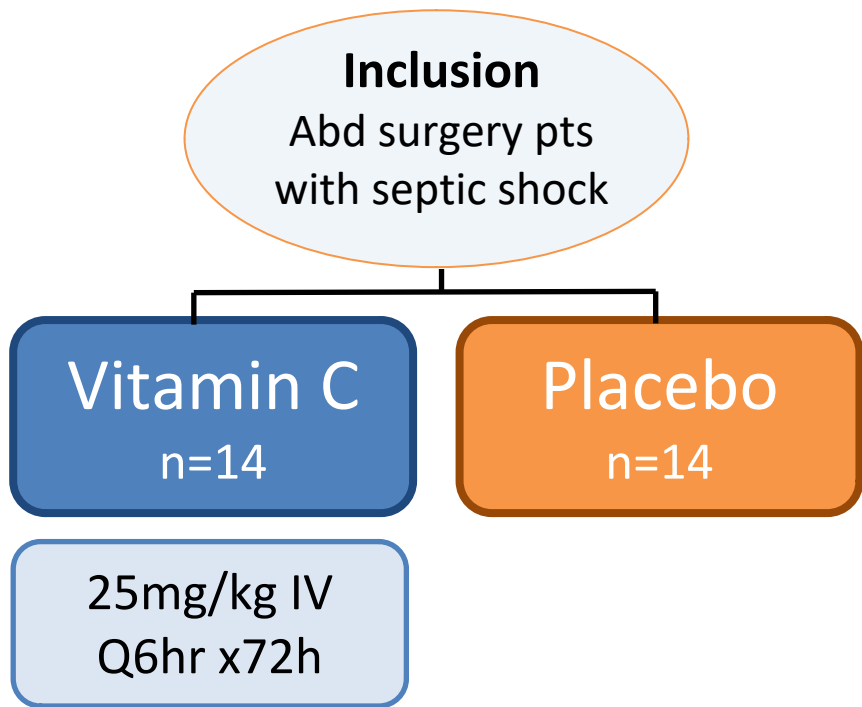 Inclusion
Abd surgery pts
with septic shock
Vitamin C
n=14
Placebo
n=14
25mg/kg IV
Q6hr x72h